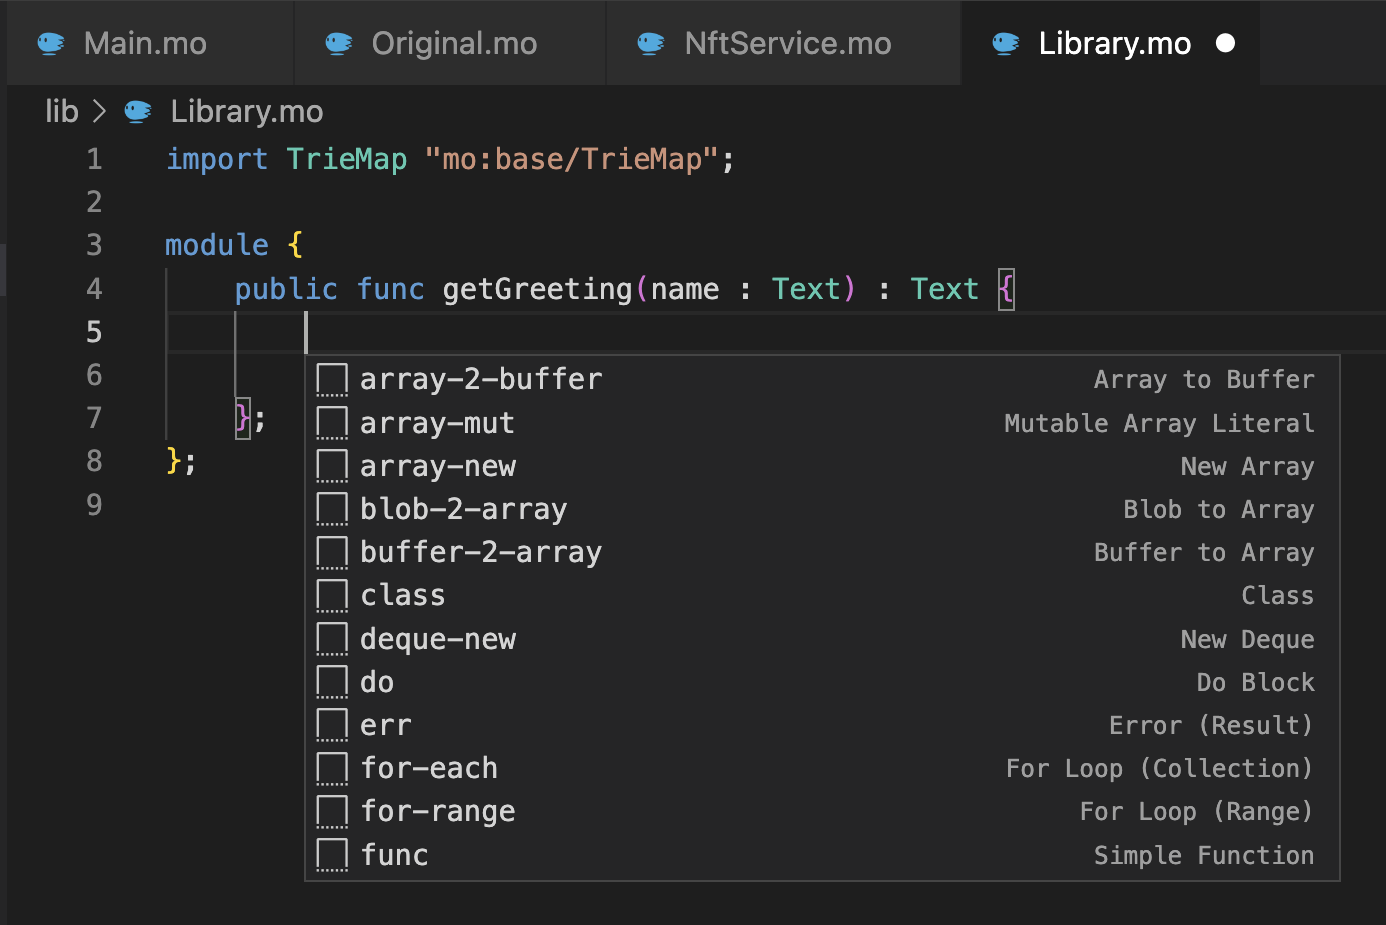 Main.mo Original.mo NftService.mo Library.mo
lib > Library.mo
1 import TrieMap "mo:base/TrieMap";
2
3 module {
4 public func getGreeting(name : Text) : Text {
5
6
7 };
8 };
9
array-2-buffer Array to Buffer
array-mut Mutable Array Literal
array-new New Array
blob-2-array Blob to Array
buffer-2-array Buffer to Array
class Class
deque-new New Deque
do Do Block
err Error (Result)
for-each For Loop (Collection)
for-range For Loop (Range)
func Simple Function